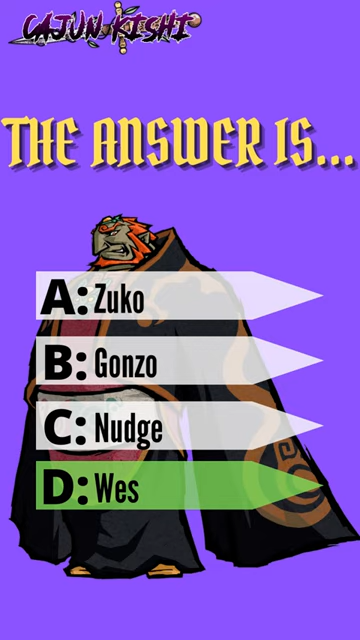 CAJUN KISHI
THE ANSWER IS...
A: Zuko
B: Gonzo
C: Nudge
D: Wes